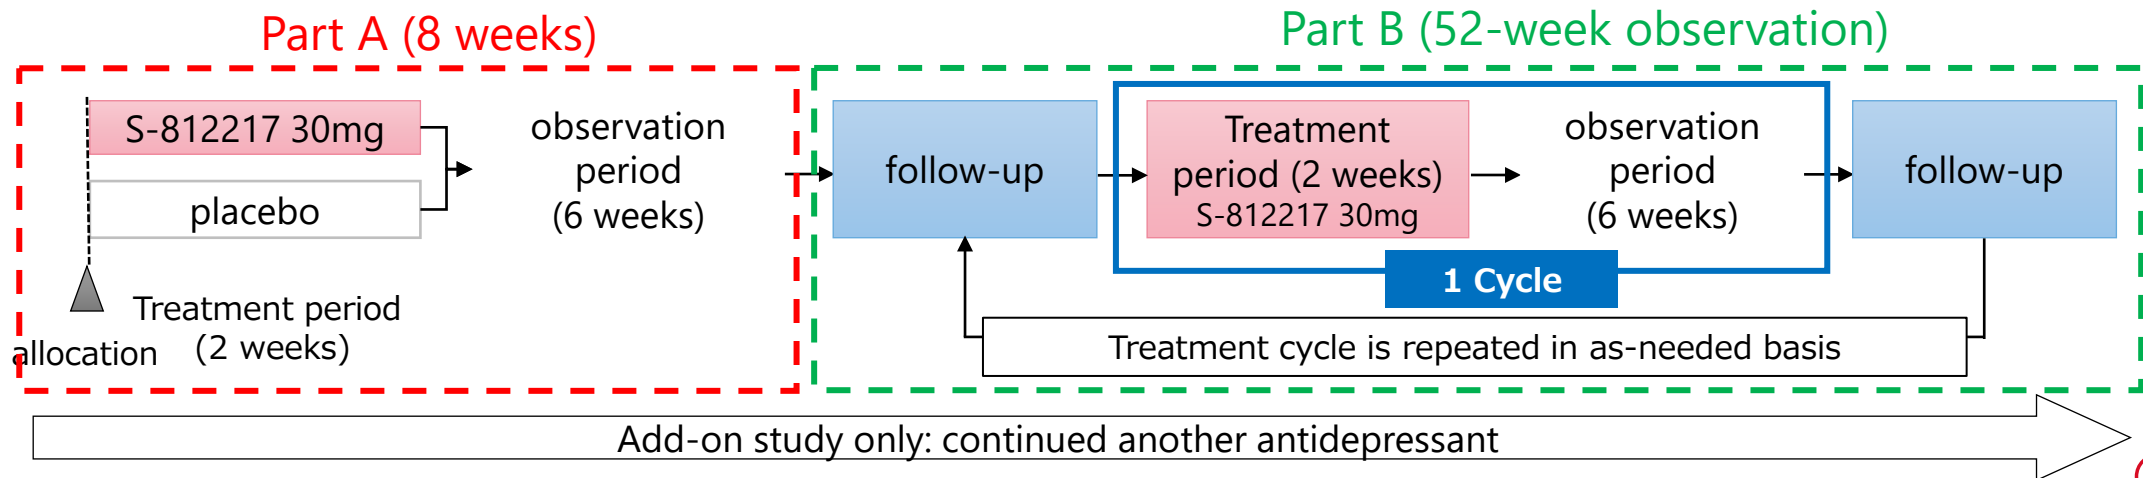 Part A (8 weeks)
Part B (52-week observation)
S-812217 30mg
placebo
observation
period
(6 weeks)
allocation
Treatment period
(2 weeks)
follow-up
Treatment
period (2 weeks)
S-812217 30mg
observation
period
(6 weeks)
1 Cycle
follow-up
Treatment cycle is repeated in as-needed basis
Add-on study only: continued another antidepressant